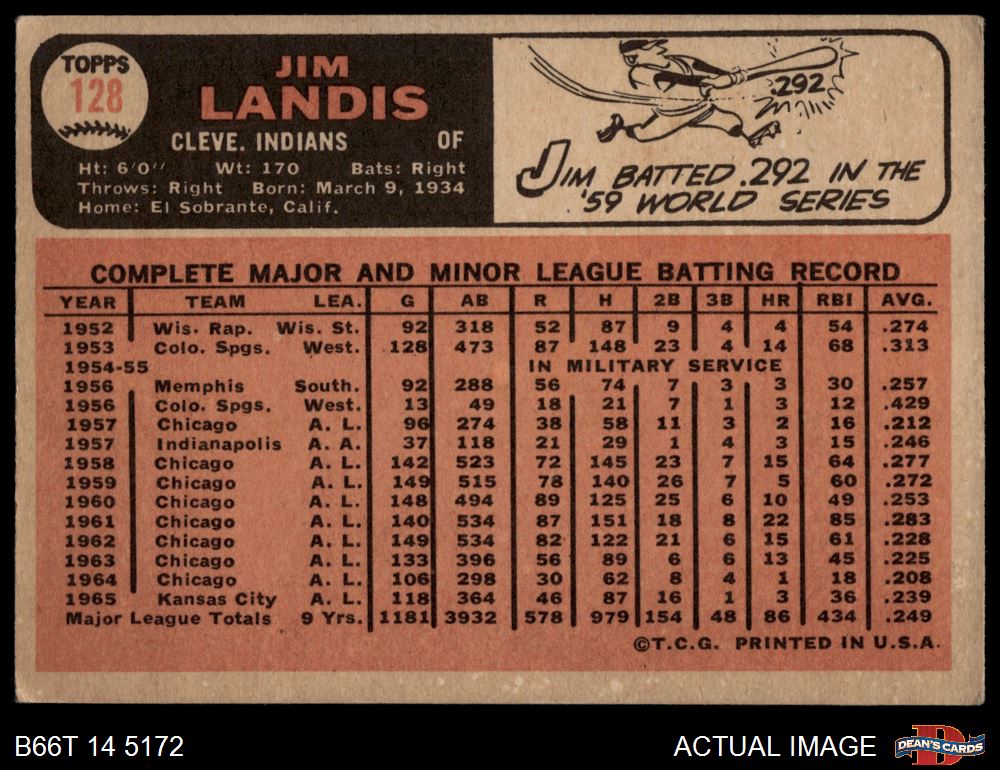 TOPPS
128
JIM
LANDIS
CLEVE. INDIANS OF
Ht: 6'0'' Wt: 170 Bats: Right
Throws: Right Born: March 9, 1934
Home: El Sobrante, Calif.
.292
JIM BATTED .292 IN THE
'59 WORLD SERIES
COMPLETE MAJOR AND MINOR LEAGUE BATTING RECORD
YEAR TEAM LEA. G AB R H 2B 3B HR RBI AVG.
1952 Wis. Rap. Wis. St. 92 318 52 87 9 4 4 54 .274
1953 Colo. Spgs. West. 128 473 87 148 23 4 14 68 .313
1954-55 IN MILITARY SERVICE
1956 Memphis South. 92 288 56 74 7 3 3 30 .257
1956 Colo. Spgs. West. 13 49 18 21 7 1 3 12 .429
1957 Chicago A. L. 96 274 38 58 11 3 2 16 .212
1957 Indianapolis A. A. 37 118 21 29 1 4 3 15 .246
1958 Chicago A. L. 142 523 72 145 23 7 15 64 .277
1959 Chicago A. L. 149 515 78 140 26 7 5 60 .272
1960 Chicago A. L. 148 494 89 125 25 6 10 49 .253
1961 Chicago A. L. 140 534 87 151 18 8 22 85 .283
1962 Chicago A. L. 149 534 82 122 21 6 15 61 .228
1963 Chicago A. L. 133 396 56 89 6 6 13 45 .225
1964 Chicago A. L. 106 298 30 62 8 4 1 18 .208
1965 Kansas City A. L. 118 364 46 87 16 1 3 36 .239
Major League Totals 9 Yrs. 1181 3932 578 979 154 48 86 434 .249
©T.C.G. PRINTED IN U.S.A.
B66T 14 5172 ACTUAL IMAGE
DEAN'S CARDS